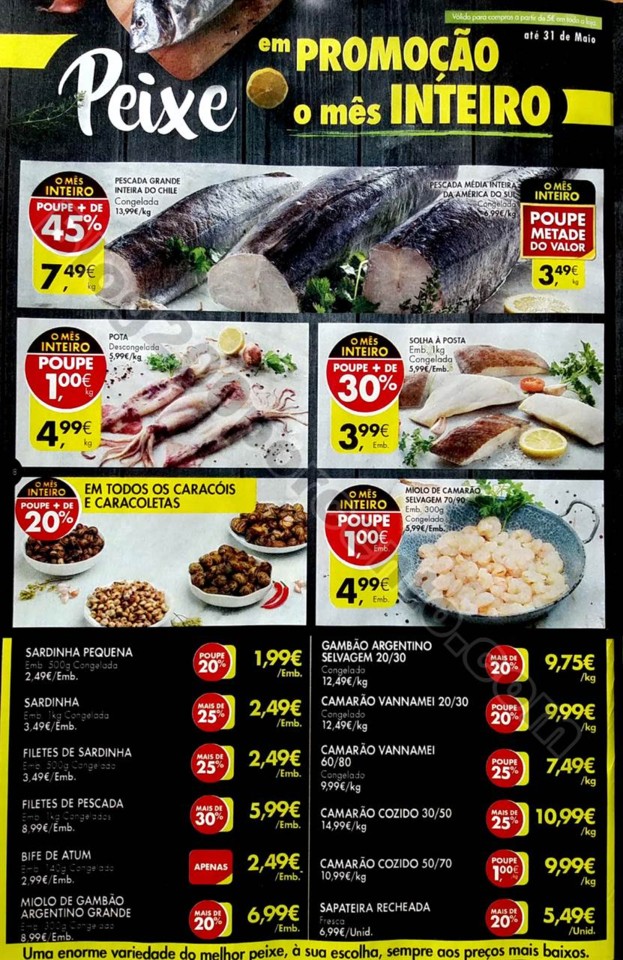 Válido para compras a partir de 5€ em toda a loja
até 31 de Maio
Peixe
em PROMOÇÃO
o mês INTEIRO
O MÊS
INTEIRO
POUPE + DE
45%
7,49€
kg
PESCADA GRANDE
INTEIRA DO CHILE
Congelada
13,99€/kg
PESCADA MÉDIA INTEIRA
DA AMÉRICA DO SUL
6,99€/kg
O MÊS
INTEIRO
POUPE
METADE
DO VALOR
3,49€
kg
O MÊS
INTEIRO
POUPE
1,00€
kg
4,99€
kg
POTA
Descongelada
5,99€/kg
O MÊS
INTEIRO
POUPE + DE
30%
3,99€
Emb.
SOLHA À POSTA
Emb. 1kg
Congelada
5,99€/Emb.
O MÊS
INTEIRO
POUPE + DE
20%
EM TODOS OS CARACÓIS
E CARACOLETAS
O MÊS
INTEIRO
POUPE
1,00€
Emb.
4,99€
Emb.
MIOLO DE CAMARÃO
SELVAGEM 70/90
Emb. 300g
Congelado
5,99€/Emb.
SARDINHA PEQUENA
Emb. 500g Congelada
2,49€/Emb.
POUPE
20%
1,99€
/Emb.
SARDINHA
Emb. 1kg Congelada
3,49€/Emb.
MAIS DE
25%
2,49€
/Emb.
FILETES DE SARDINHA
Emb. 500g Congelado
3,49€/Emb.
MAIS DE
25%
2,49€
/Emb.
FILETES DE PESCADA
Emb. 1kg Congelados
8,99€/Emb.
MAIS DE
30%
5,99€
/Emb.
BIFE DE ATUM
Emb. 140g Congelado
2,99€/Emb.
APENAS
2,49€
/Emb.
MIOLO DE GAMBÃO
ARGENTINO GRANDE
Emb. 300g Congelado
8,99€/Emb.
MAIS DE
20%
6,99€
/Emb.
GAMBÃO ARGENTINO
SELVAGEM 20/30
Congelado
12,49€/kg
MAIS DE
20%
9,75€
/kg
CAMARÃO VANNAMEI 20/30
Congelado
12,49€/kg
POUPE
20%
9,99€
/kg
CAMARÃO VANNAMEI
60/80
Congelado
9,99€/kg
POUPE
25%
7,49€
/kg
CAMARÃO COZIDO 30/50
14,99€/kg
MAIS DE
25%
10,99€
/kg
CAMARÃO COZIDO 50/70
10,99€/kg
POUPE
1,00€
kg
9,99€
/kg
SAPATEIRA RECHEADA
Fresca
6,99€/Unid.
MAIS DE
20%
5,49€
/Unid.
Uma enorme variedade do melhor peixe, à sua escolha, sempre aos preços mais baixos.